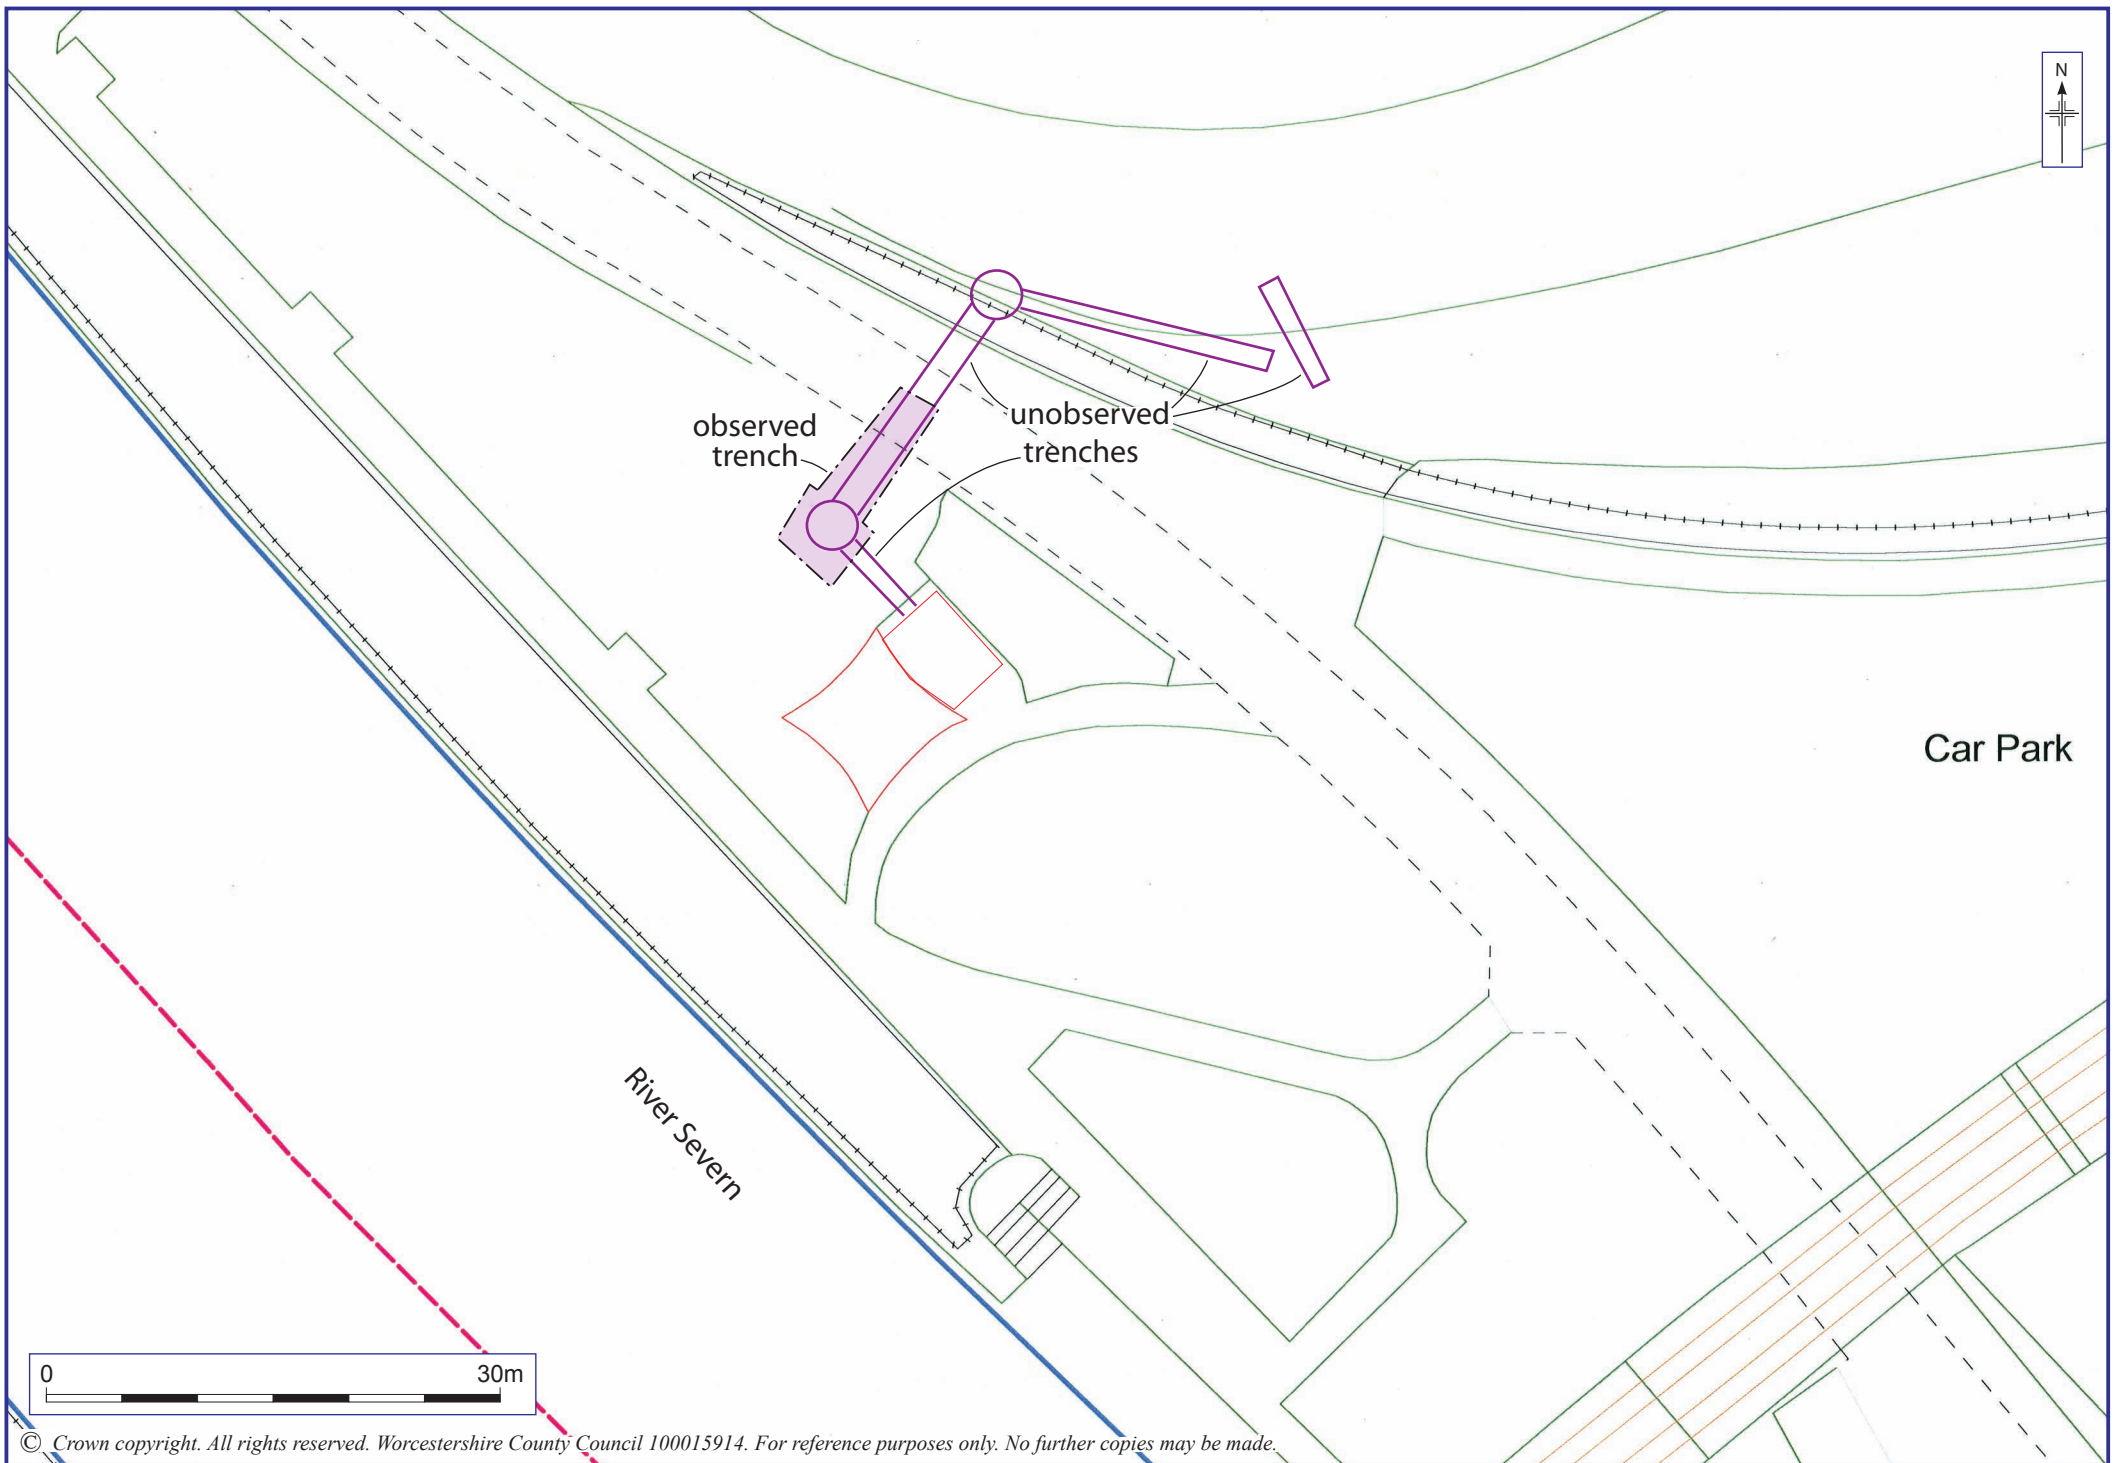 N
observed
trench
unobserved
trenches
Car Park
River Severn
0 30m
© Crown copyright. All rights reserved. Worcestershire County Council 100015914. For reference purposes only. No further copies may be made.